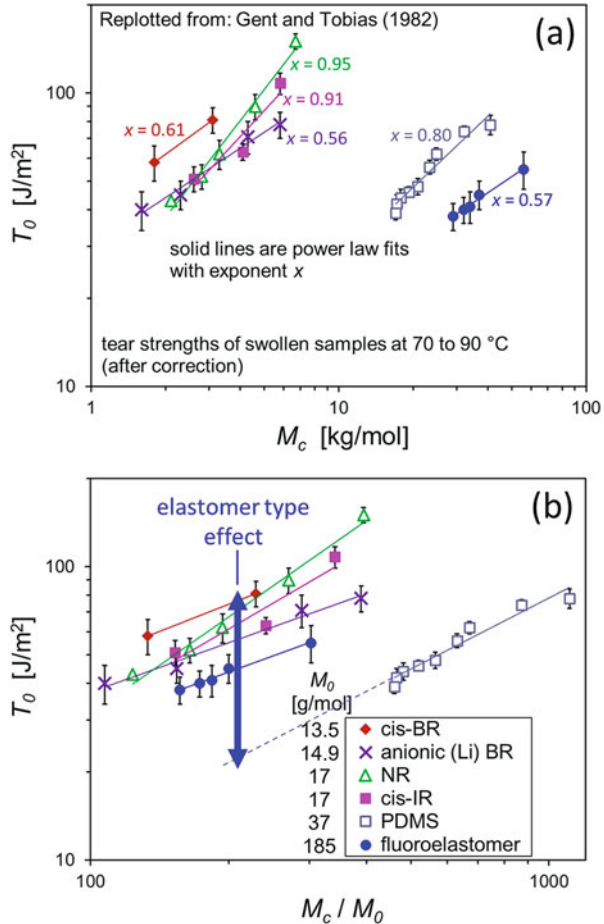 Replotted from: Gent and Tobias (1982)
(a)
x = 0.95
100
x = 0.91
x = 0.61
x = 0.56
x = 0.80
x = 0.57
T0 [J/m²]
solid lines are power law fits
with exponent x
tear strengths of swollen samples at 70 to 90 °C
(after correction)
10
1
10
100
Mc [kg/mol]
(b)
elastomer type
effect
100
T0 [J/m²]
M0
[g/mol]
13.5 cis-BR
14.9 anionic (Li) BR
17 NR
17 cis-IR
37 PDMS
185 fluoroelastomer
10
100
1000
Mc / M0